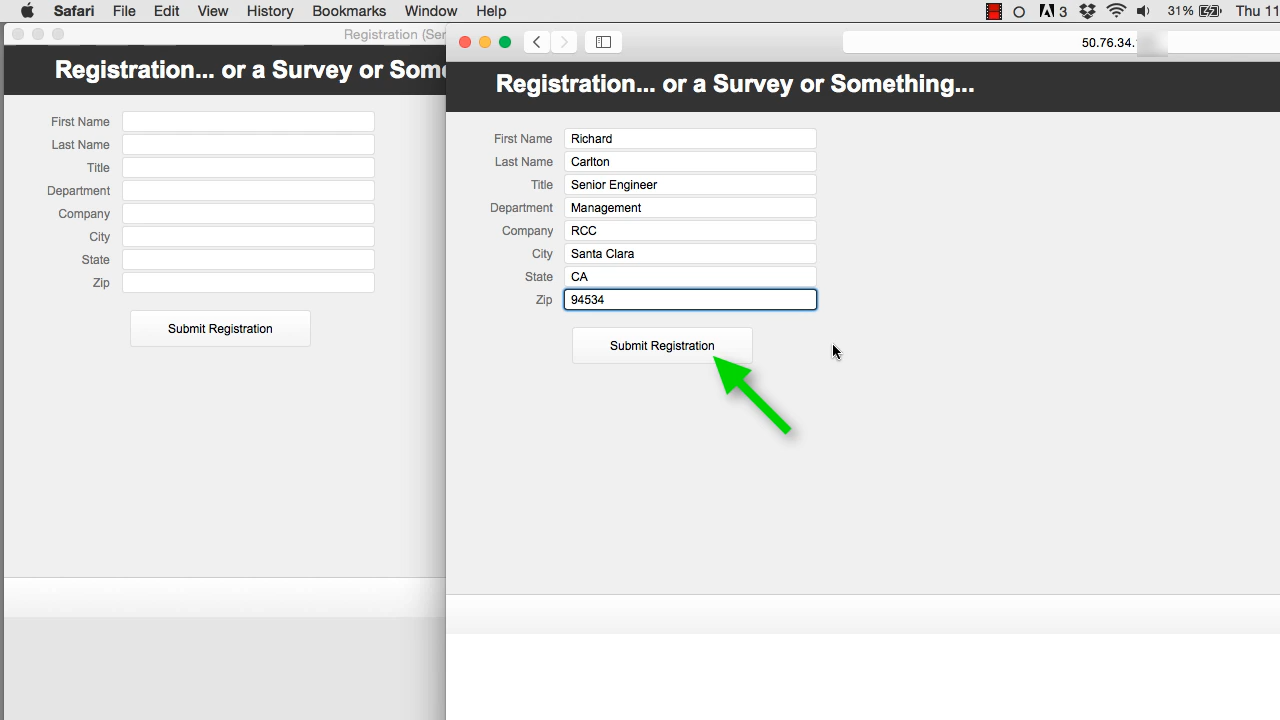 Safari File Edit View History Bookmarks Window Help 3 31% Thu 11
Registration (Ser
Registration... or a Survey or Som
First Name
Last Name
Title
Department
Company
City
State
Zip
Submit Registration
50.76.34.
Registration... or a Survey or Something...
First Name Richard
Last Name Carlton
Title Senior Engineer
Department Management
Company RCC
City Santa Clara
State CA
Zip 94534
Submit Registration